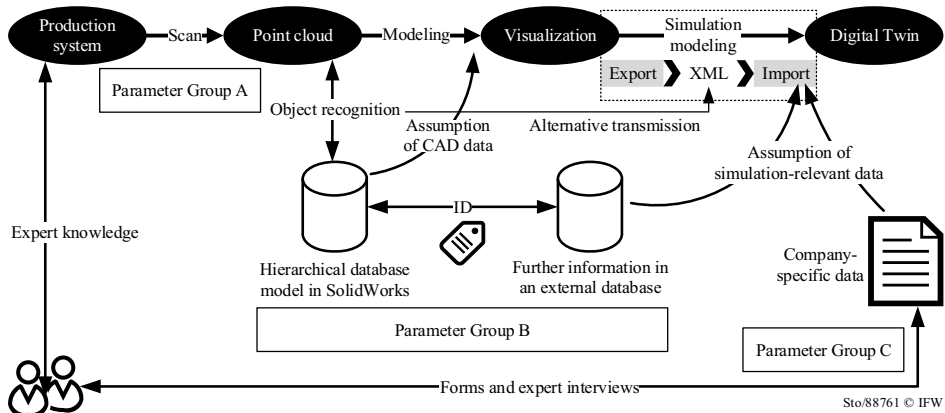 Production
system
Scan
Point cloud
Modeling
Visualization
Simulation
modeling
Digital Twin
Export
XML
Import
Parameter Group A
Object recognition
Assumption
of CAD data
Alternative transmission
Assumption of
simulation-relevant data
ID
Expert knowledge
Hierarchical database
model in SolidWorks
Further information in
an external database
Company-
specific data
Parameter Group B
Parameter Group C
Forms and expert interviews
Sto/88761 © IFW